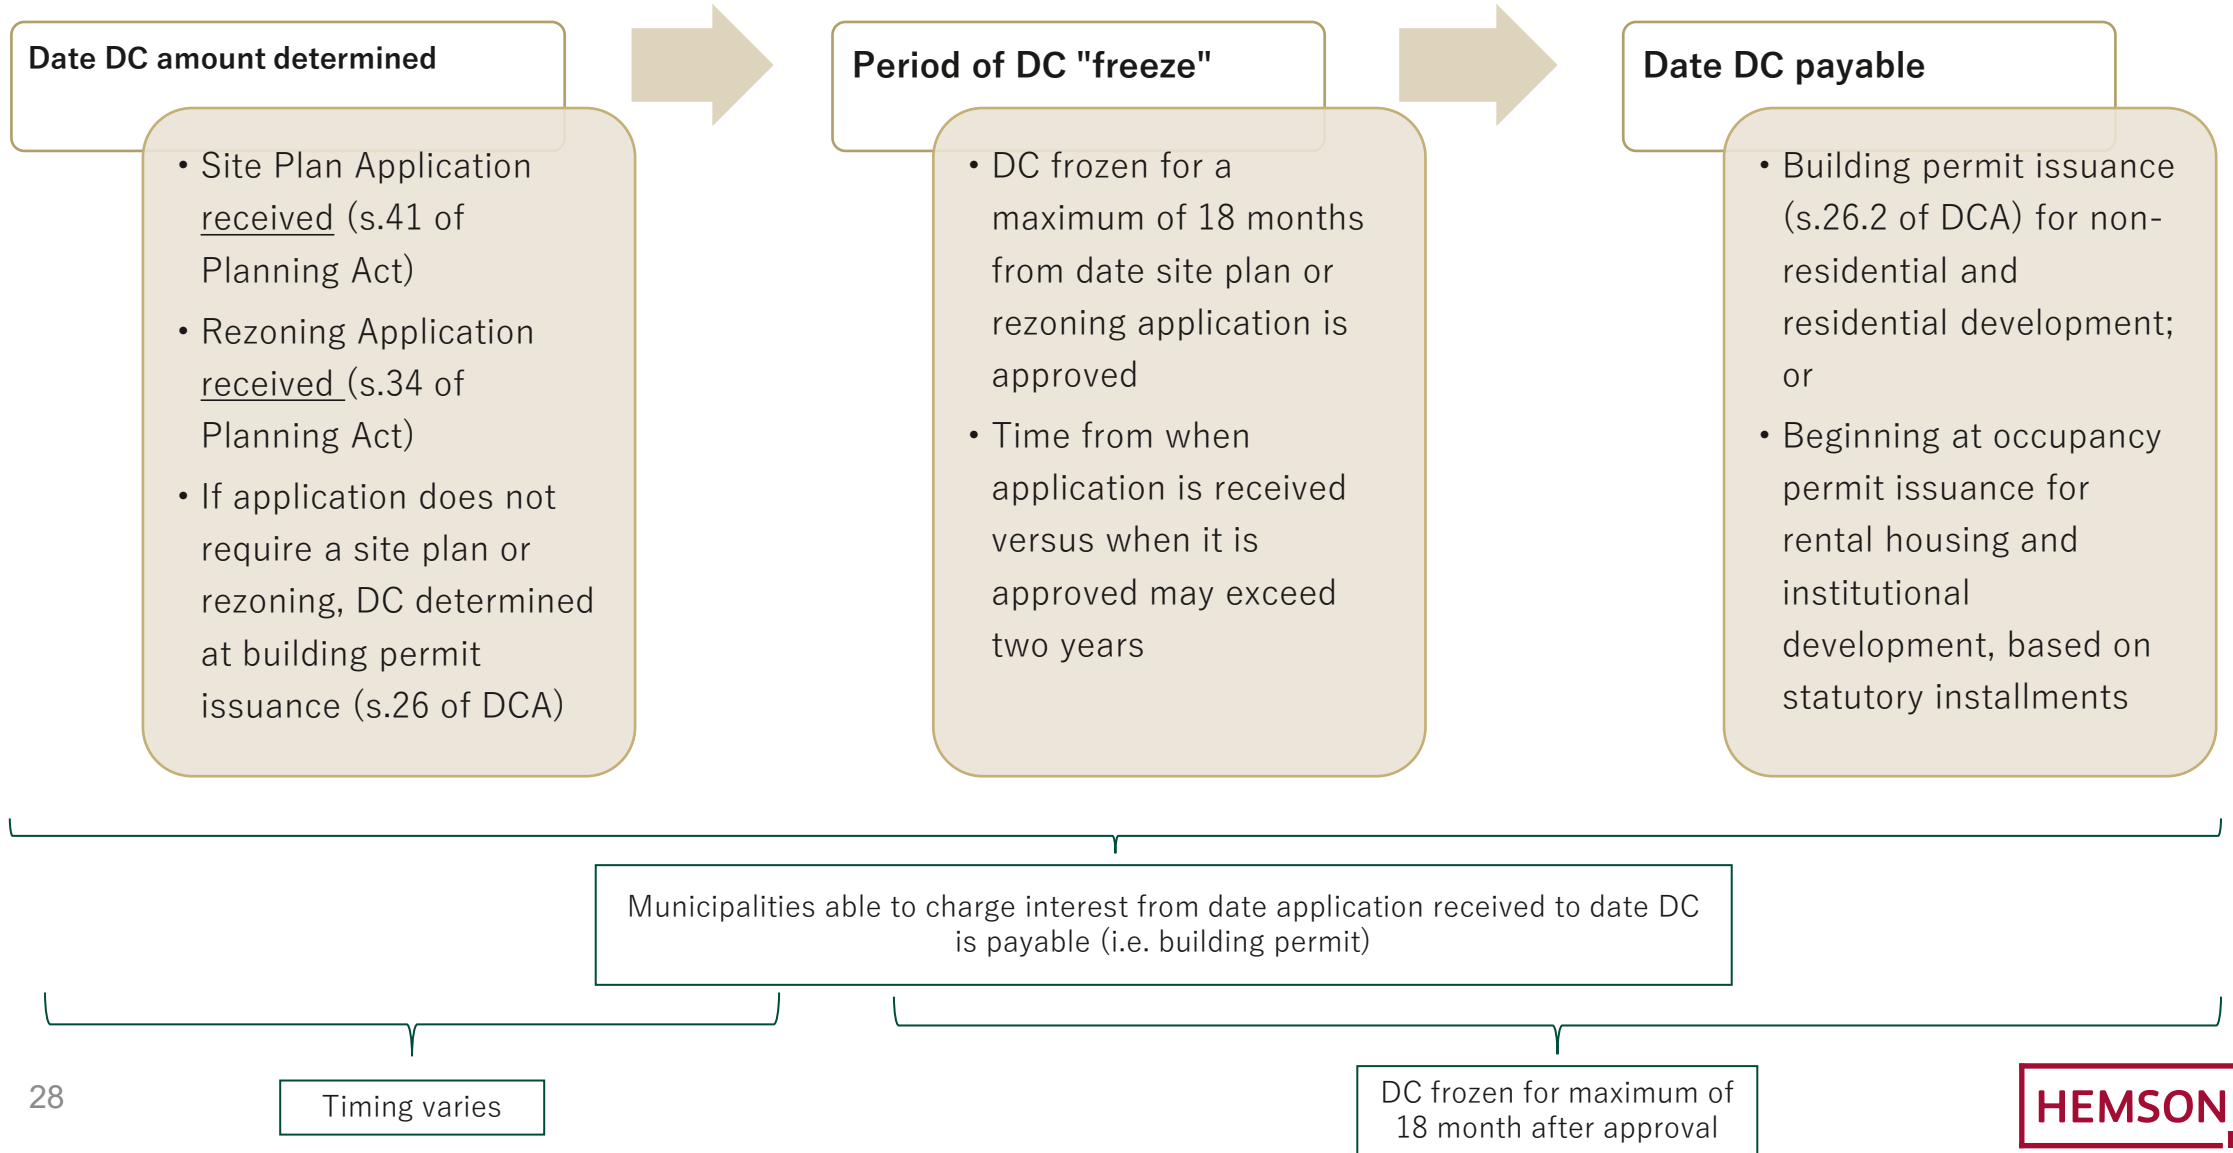 Date DC amount determined
• Site Plan Application
received (s.41 of
Planning Act)
• Rezoning Application
received (s.34 of
Planning Act)
• If application does not
require a site plan or
rezoning, DC determined
at building permit
issuance (s.26 of DCA)
Period of DC "freeze"
• DC frozen for a
maximum of 18 months
from date site plan or
rezoning application is
approved
• Time from when
application is received
versus when it is
approved may exceed
two years
Date DC payable
• Building permit issuance
(s.26.2 of DCA) for non-
residential and
residential development;
or
• Beginning at occupancy
permit issuance for
rental housing and
institutional
development, based on
statutory installments
Municipalities able to charge interest from date application received to date DC
is payable (i.e. building permit)
Timing varies
DC frozen for maximum of
18 month after approval
28
HEMSON